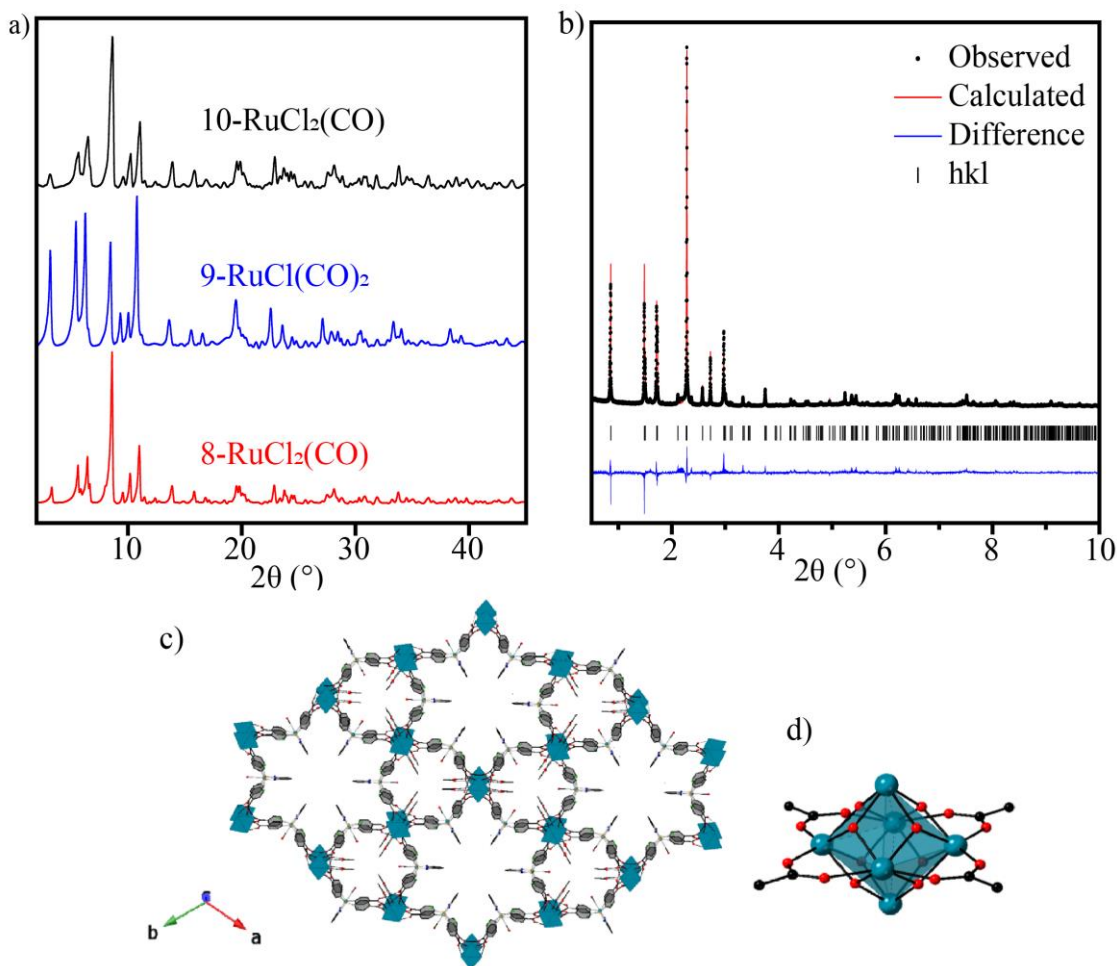 a)
10-RuCl₂(CO)
9-RuCl(CO)₂
8-RuCl₂(CO)
10 20 30 40
2θ (°)
b)
Observed
Calculated
Difference
hkl
2 4 6 8 10
2θ (°)
c)
c
b a
d)